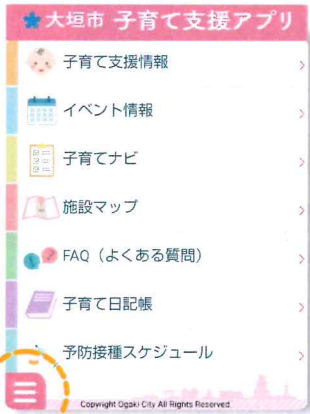 大垣市 子育て支援アプリ
子育て支援情報
イベント情報
子育てナビ
施設マップ
FAQ（よくある質問）
子育て日記帳
予防接種スケジュール
Copyright Ogaki City All Rights Reserved.